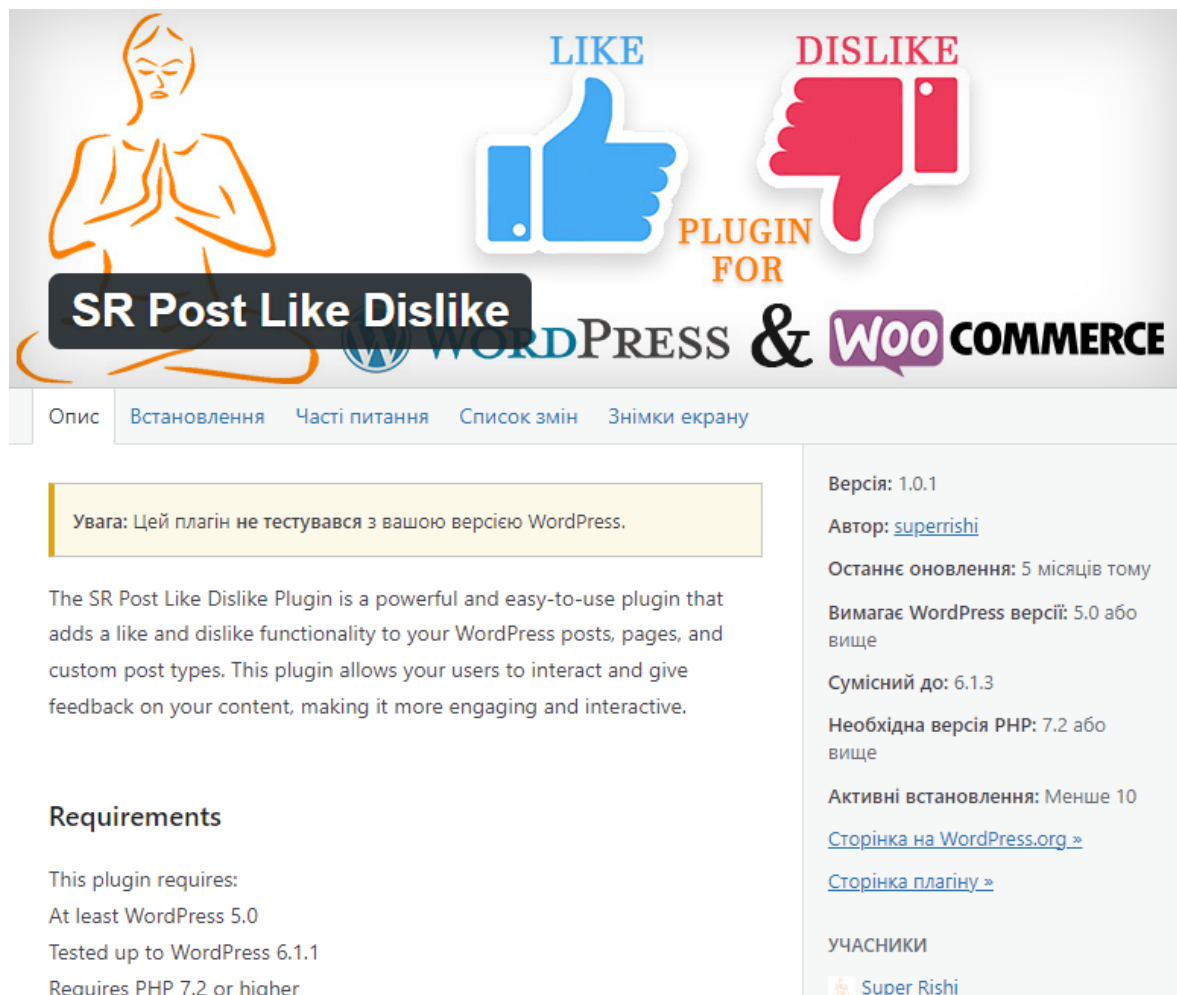 LIKE
DISLIKE
PLUGIN
FOR
SR Post Like Dislike
WORDPRESS & WOO COMMERCE
Опис
Встановлення
Часті питання
Список змін
Знімки екрану
Увага: Цей плагін не тестувався з вашою версією WordPress.
The SR Post Like Dislike Plugin is a powerful and easy-to-use plugin that
adds a like and dislike functionality to your WordPress posts, pages, and
custom post types. This plugin allows your users to interact and give
feedback on your content, making it more engaging and interactive.
Requirements
This plugin requires:
At least WordPress 5.0
Tested up to WordPress 6.1.1
Requires PHP 7.2 or higher
Версія: 1.0.1
Автор: superrishi
Останнє оновлення: 5 місяців тому
Вимагає WordPress версії: 5.0 або
вище
Сумісний до: 6.1.3
Необхідна версія PHP: 7.2 або
вище
Активні встановлення: Менше 10
Сторінка на WordPress.org »
Сторінка плагіну »
УЧАСНИКИ
Super Rishi